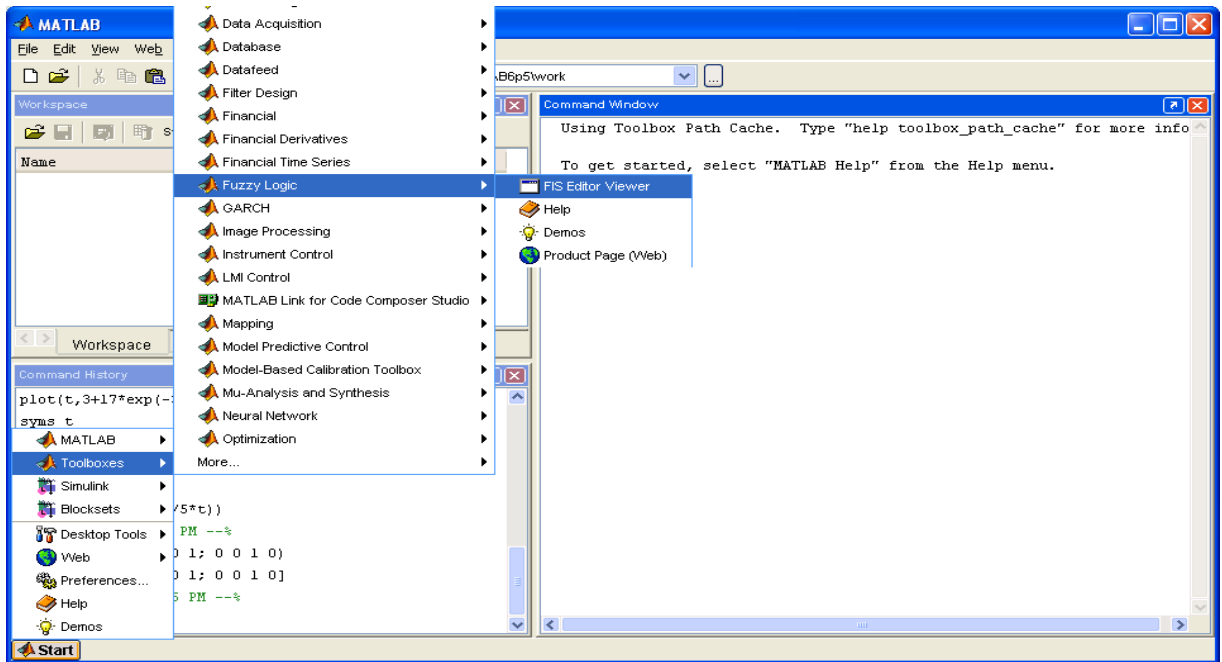 MATLAB
File Edit View Web
\B6p5\work
...
Workspace
Name
Workspace
Command History
plot(t,3+17*exp(-
syms t
/5*t))
PM --%
0 1; 0 0 1 0)
0 1; 0 0 1 0]
5 PM --%
Data Acquisition
Database
Datafeed
Filter Design
Financial
Financial Derivatives
Financial Time Series
Fuzzy Logic
GARCH
Image Processing
Instrument Control
LMI Control
MATLAB Link for Code Composer Studio
Mapping
Model Predictive Control
Model-Based Calibration Toolbox
Mu-Analysis and Synthesis
Neural Network
Optimization
More...
FIS Editor Viewer
Help
Demos
Product Page (Web)
Command Window
Using Toolbox Path Cache. Type "help toolbox_path_cache" for more info
To get started, select "MATLAB Help" from the Help menu.
MATLAB
Toolboxes
Simulink
Blocksets
Desktop Tools
Web
Preferences...
Help
Demos
Start